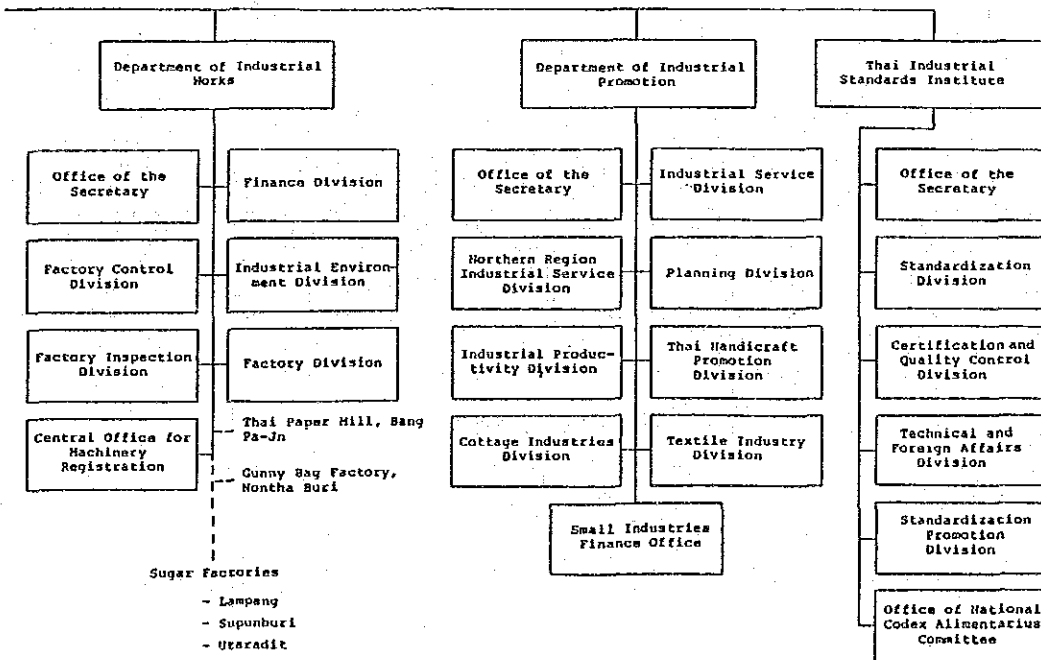 Department of Industrial
Works
Department of Industrial
Promotion
Thai Industrial
Standards Institute
Office of the
Secretary
Finance Division
Factory Control
Division
Industrial Environ-
ment Division
Factory Inspection
Division
Factory Division
Central Office for
Machinery
Registration
Thai Paper Mill, Bang
Pa-Jn
Gunny Bag Factory,
Nontha Buri
Sugar Factories
- Lampang
- Supunburi
- Utaradit
Office of the
Secretary
Industrial Service
Division
Northern Region
Industrial Service
Division
Planning Division
Industrial Produc-
tivity Division
Thai Handicraft
Promotion
Division
Cottage Industries
Division
Textile Industry
Division
Small Industries
Finance Office
Office of the
Secretary
Standardization
Division
Certification and
Quality Control
Division
Technical and
Foreign Affairs
Division
Standardization
Promotion
Division
Office of National
Codex Alimentarius
Committee